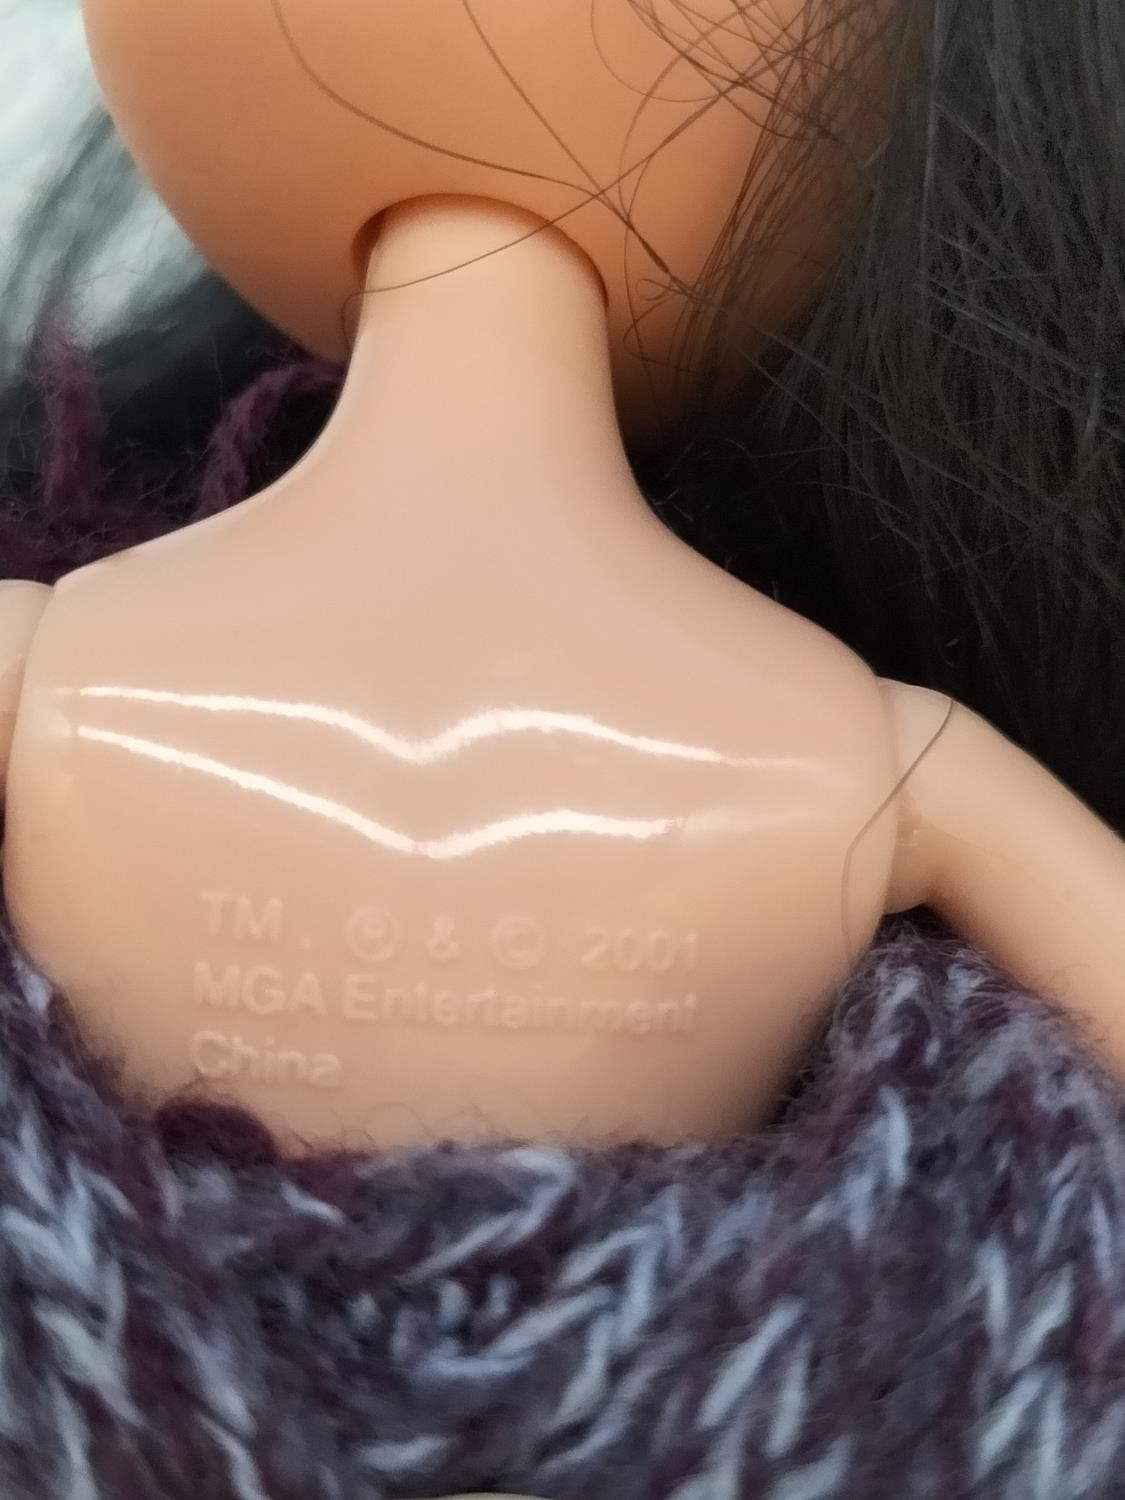 TM . ® & © 2001
MGA Entertainment
China